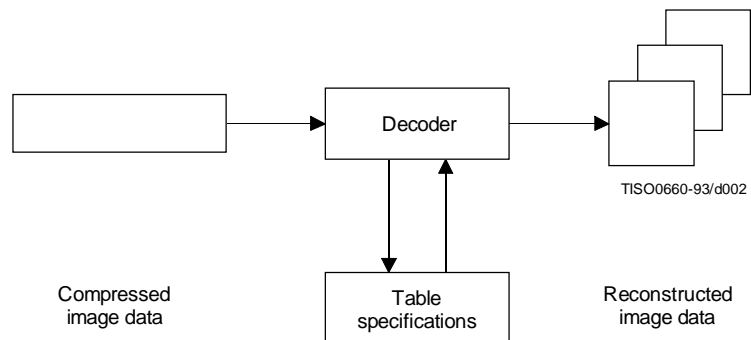 Decoder
TISO0660-93/d002
Compressed
image data
Table
specifications
Reconstructed
image data